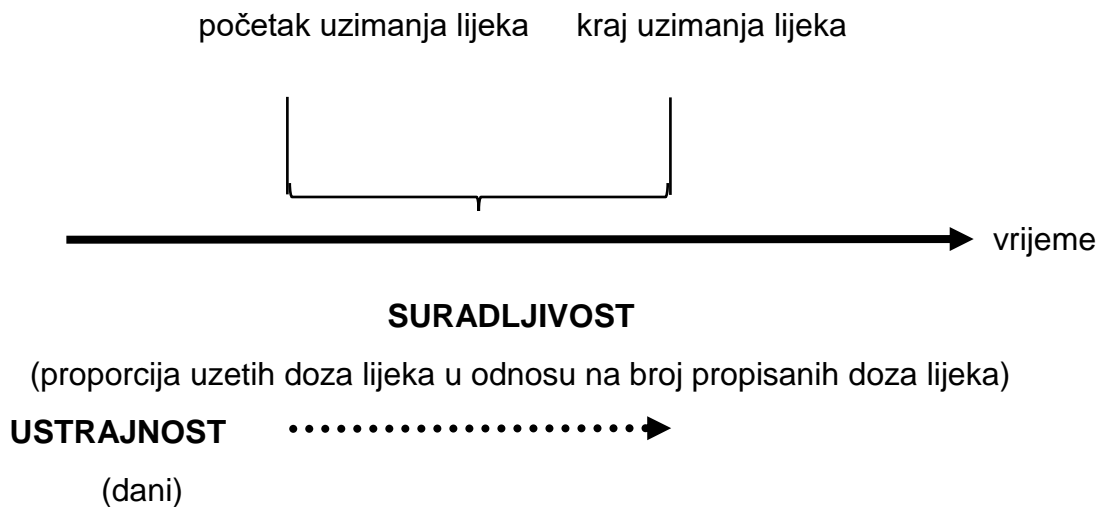 početak uzimanja lijeka kraj uzimanja lijeka
vrijeme
SURADLJIVOST
(proporcija uzetih doza lijeka u odnosu na broj propisanih doza lijeka)
USTRAJNOST
(dani)